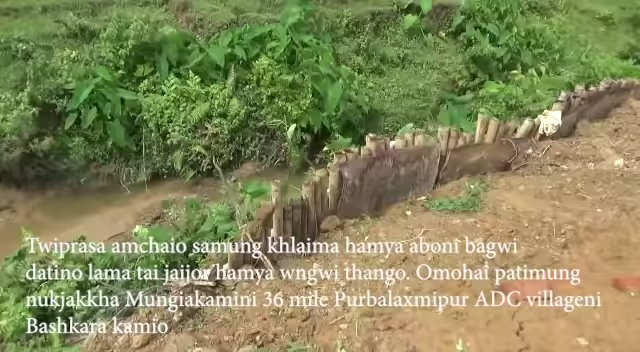 Twiprasa amchaio samung khlaima hamya aboni bagwi
datino lama tai jaijor hamya wngwi thango. Omohai patimung
nukjakkha Mungiakamini 36 mile Purbalaxmipur ADC villageni
Bashkara kamio